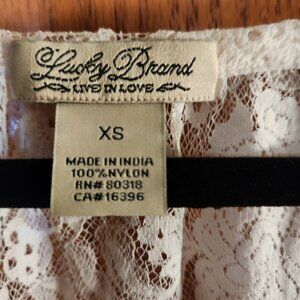 Lucky Brand
LIVE IN LOVE
XS
MADE IN INDIA
100% NYLON
RN# 80318
CA# 16396